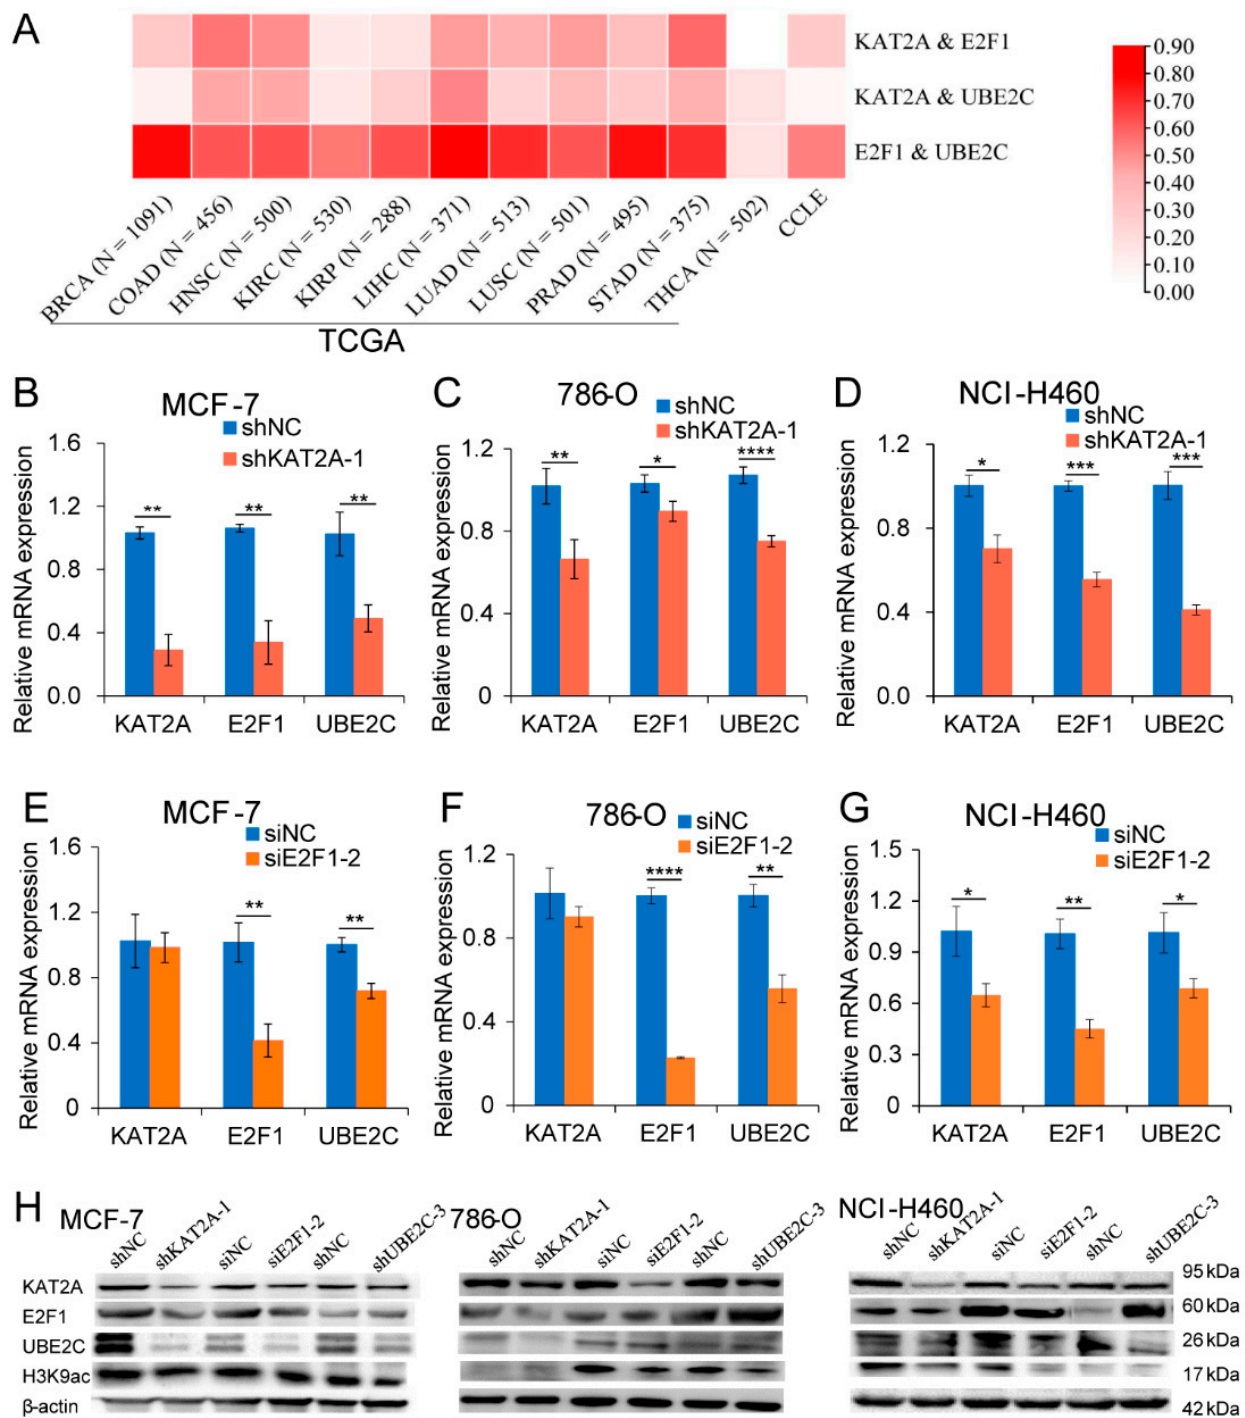 A
KAT2A & E2F1
KAT2A & UBE2C
E2F1 & UBE2C
0.90
0.80
0.70
0.60
0.50
0.40
0.30
0.20
0.10
0.00
BRCA (N = 1091)
COAD (N = 456)
HNSC (N = 500)
KIRC (N = 530)
KIRP (N = 288)
LIHC (N = 371)
LUAD (N = 513)
LUSC (N = 501)
PRAD (N = 495)
STAD (N = 375)
THCA (N = 502)
CCLE
TCGA
B
MCF-7
shNC
shKAT2A-1
Relative mRNA expression
1.6
1.2
0.8
0.4
0.0
** ** **
KAT2A E2F1 UBE2C
C
786-O
shNC
shKAT2A-1
Relative mRNA expression
1.2
0.8
0.4
0
** * ****
KAT2A E2F1 UBE2C
D
NCI-H460
shNC
shKAT2A-1
Relative mRNA expression
1.2
0.8
0.4
0.0
* *** ***
KAT2A E2F1 UBE2C
E
MCF-7
siNC
siE2F1-2
Relative mRNA expression
1.6
1.2
0.8
0.4
0
** **
KAT2A E2F1 UBE2C
F
786-O
siNC
siE2F1-2
Relative mRNA expression
1.2
0.8
0.4
0
**** **
KAT2A E2F1 UBE2C
G
NCI-H460
siNC
siE2F1-2
Relative mRNA expression
1.5
1.2
0.9
0.6
0.3
0
* ** *
KAT2A E2F1 UBE2C
H
MCF-7
shNC shKAT2A-1 siNC siE2F1-2 shNC shUBE2C-3
786-O
shNC shKAT2A-1 siNC siE2F1-2 shNC shUBE2C-3
NCI-H460
shNC shKAT2A-1 siNC siE2F1-2 shNC shUBE2C-3
KAT2A 95 kDa
E2F1 60 kDa
UBE2C 26 kDa
H3K9ac 17 kDa
β-actin 42 kDa